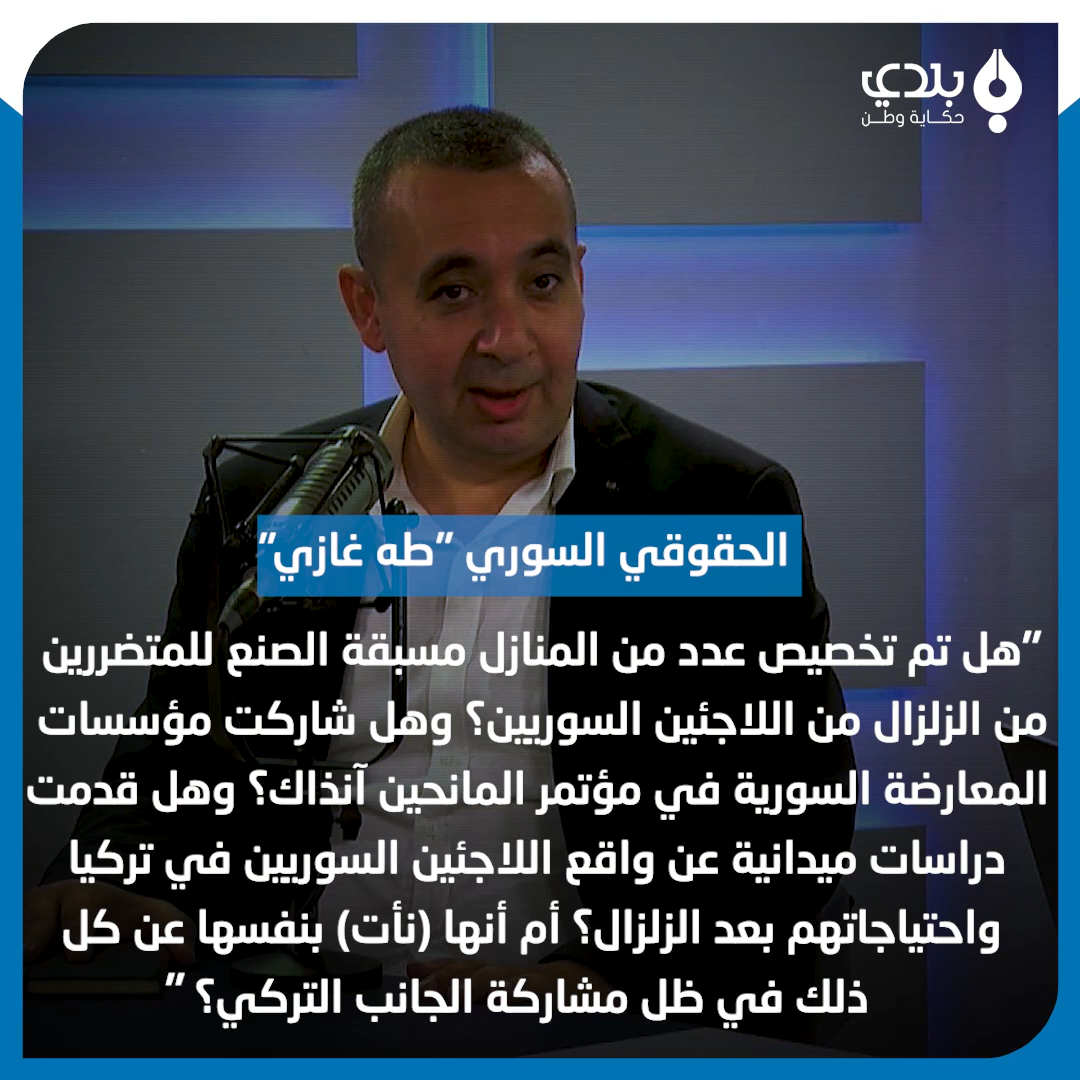 بلدي
حكاية وطن
الحقوقي السوري "طه غازي"
"هل تم تخصيص عدد من المنازل مسبقة الصنع للمتضررين
من الزلزال من اللاجئين السوريين؟ وهل شاركت مؤسسات
المعارضة السورية في مؤتمر المانحين آنذاك؟ وهل قدمت
دراسات ميدانية عن واقع اللاجئين السوريين في تركيا
واحتياجاتهم بعد الزلزال؟ أم أنها (نأت) بنفسها عن كل
ذلك في ظل مشاركة الجانب التركي؟ "